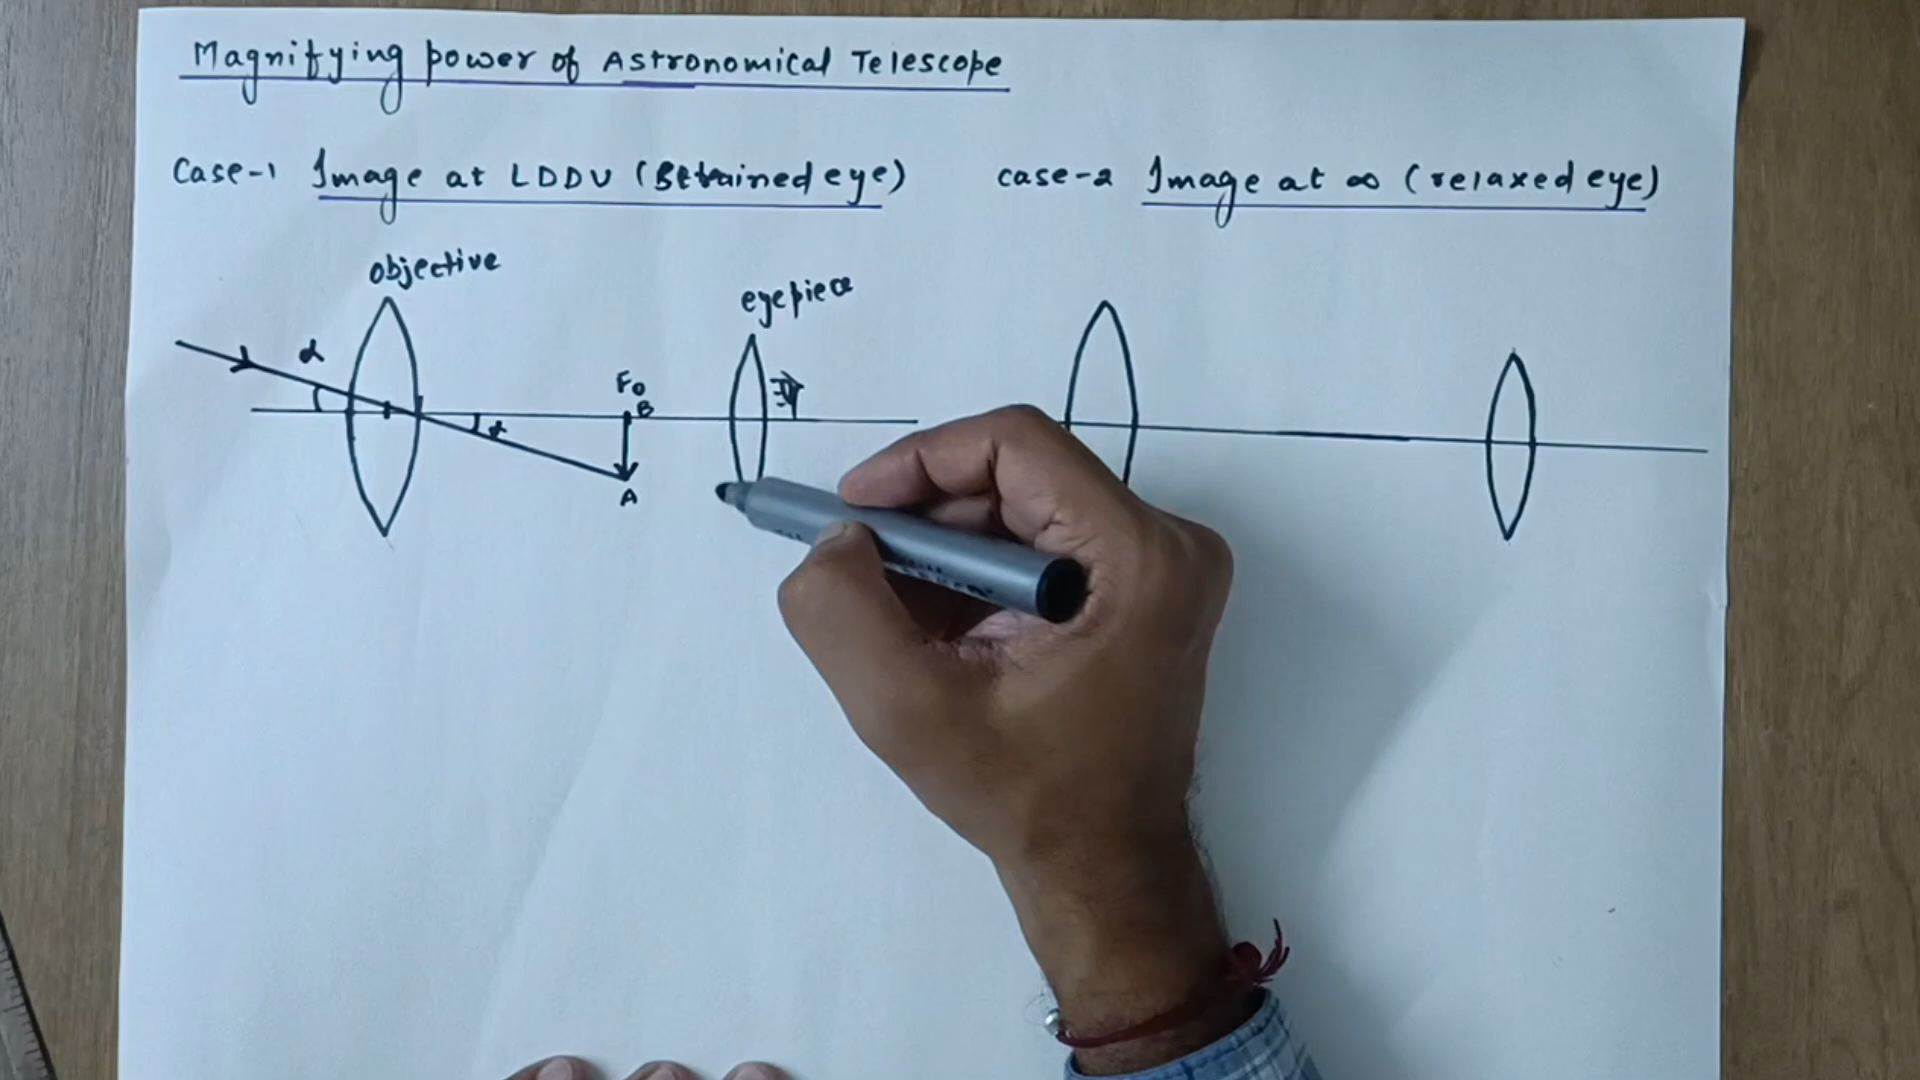 Magnifying power of Astronomical Telescope
Case-1 Image at LDDV (Strained eye)
case-2 Image at ∞ (relaxed eye)
objective
eyepiece
α
F₀
B
α
A